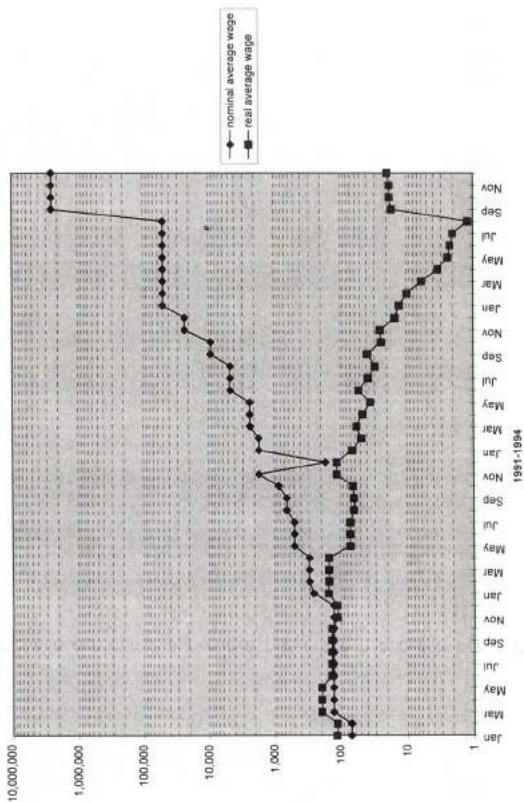 nominal average wage
real average wage
10,000,000
1,000,000
100,000
10,000
1,000
100
10
1
Jan
Mar
May
Jul
Sep
Nov
Jan
Mar
May
Jul
Sep
Nov
Jan
Mar
May
Jul
Sep
Nov
Jan
Mar
May
Jul
Sep
Nov
1991-1994